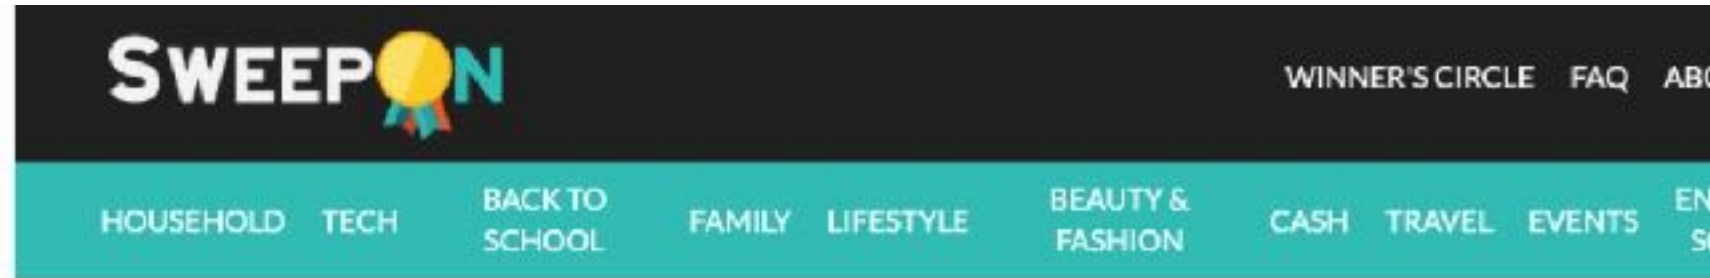 SWEEPON
WINNER'S CIRCLE FAQ
HOUSEHOLD TECH BACK TO SCHOOL FAMILY LIFESTYLE BEAUTY & FASHION CASH TRAVEL EVENTS